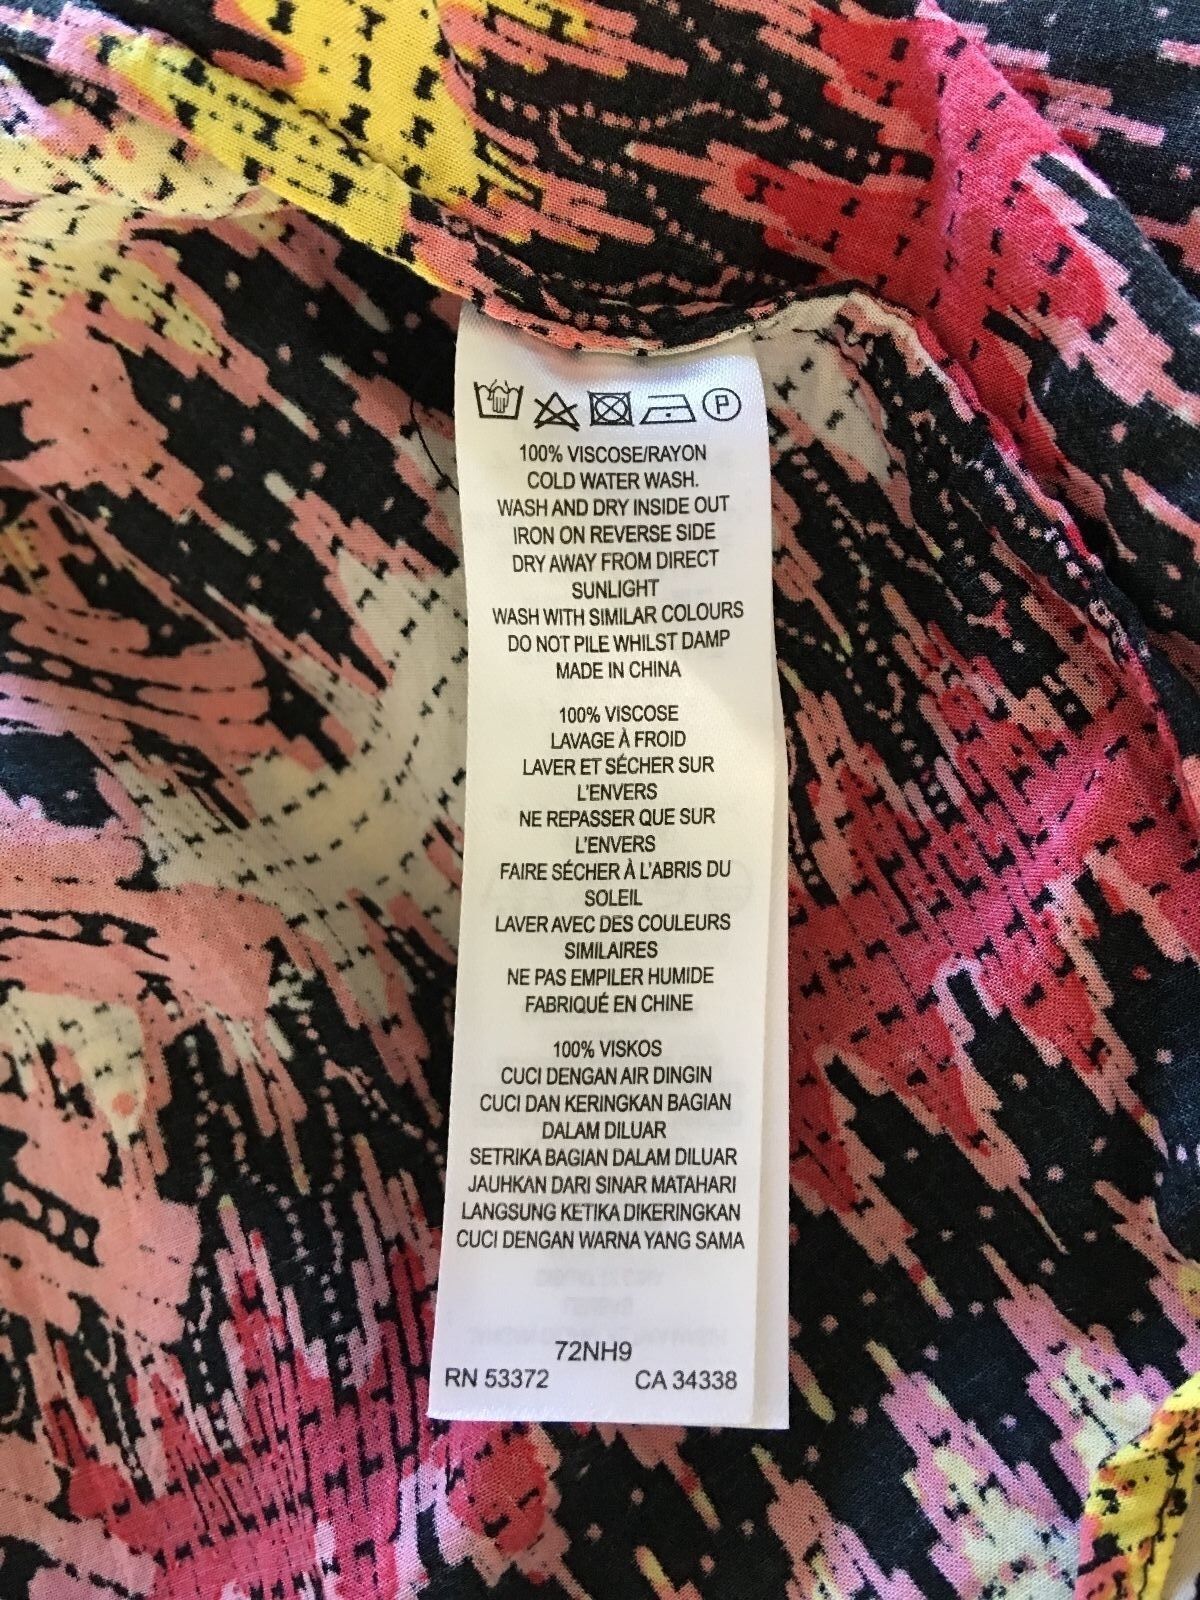 P
100% VISCOSE/RAYON
COLD WATER WASH.
WASH AND DRY INSIDE OUT
IRON ON REVERSE SIDE
DRY AWAY FROM DIRECT
SUNLIGHT
WASH WITH SIMILAR COLOURS
DO NOT PILE WHILST DAMP
MADE IN CHINA
100% VISCOSE
LAVAGE À FROID
LAVER ET SÉCHER SUR
L'ENVERS
NE REPASSER QUE SUR
L'ENVERS
FAIRE SÉCHER À L'ABRIS DU
SOLEIL
LAVER AVEC DES COULEURS
SIMILAIRES
NE PAS EMPILER HUMIDE
FABRIQUÉ EN CHINE
100% VISKOS
CUCI DENGAN AIR DINGIN
CUCI DAN KERINGKAN BAGIAN
DALAM DILUAR
SETRIKA BAGIAN DALAM DILUAR
JAUHKAN DARI SINAR MATAHARI
LANGSUNG KETIKA DIKERINGKAN
CUCI DENGAN WARNA YANG SAMA
72NH9
RN 53372 CA 34338